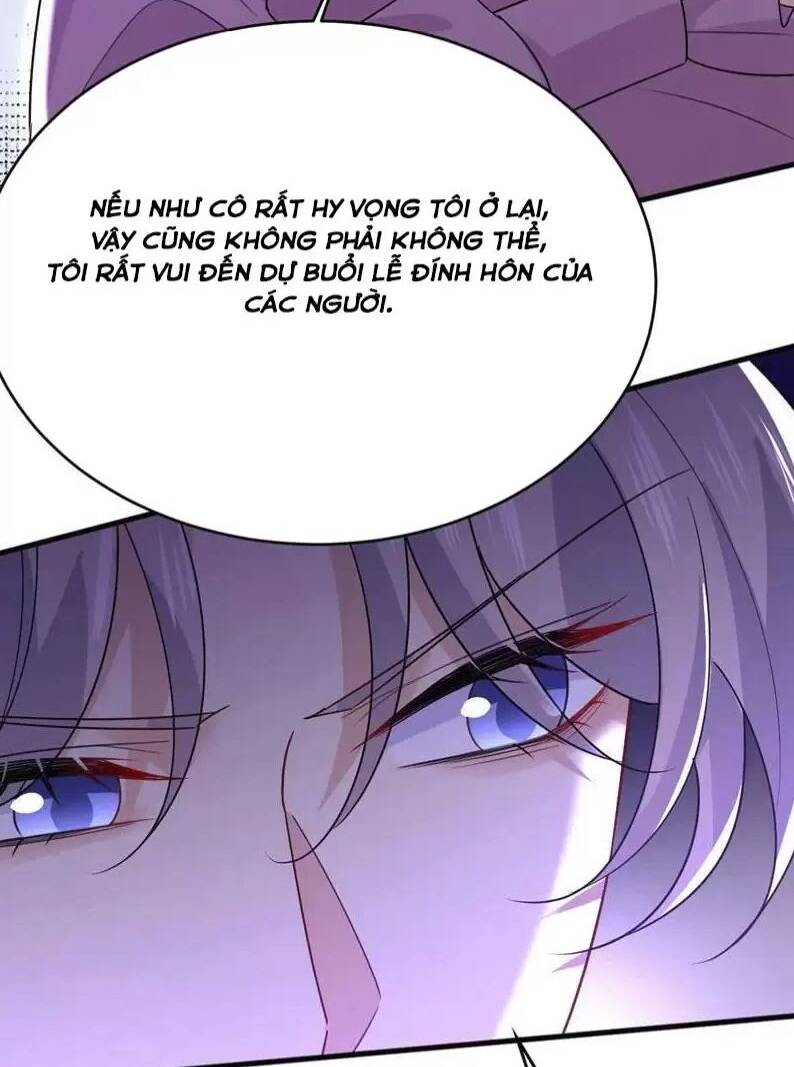 NẾU NHƯ CÔ RẤT HY VỌNG TÔI Ở LẠI,
VẬY CŨNG KHÔNG PHẢI KHÔNG THỂ,
TÔI RẤT VUI ĐẾN DỰ BUỔI LỄ ĐÍNH HÔN CỦA
CÁC NGƯỜI.